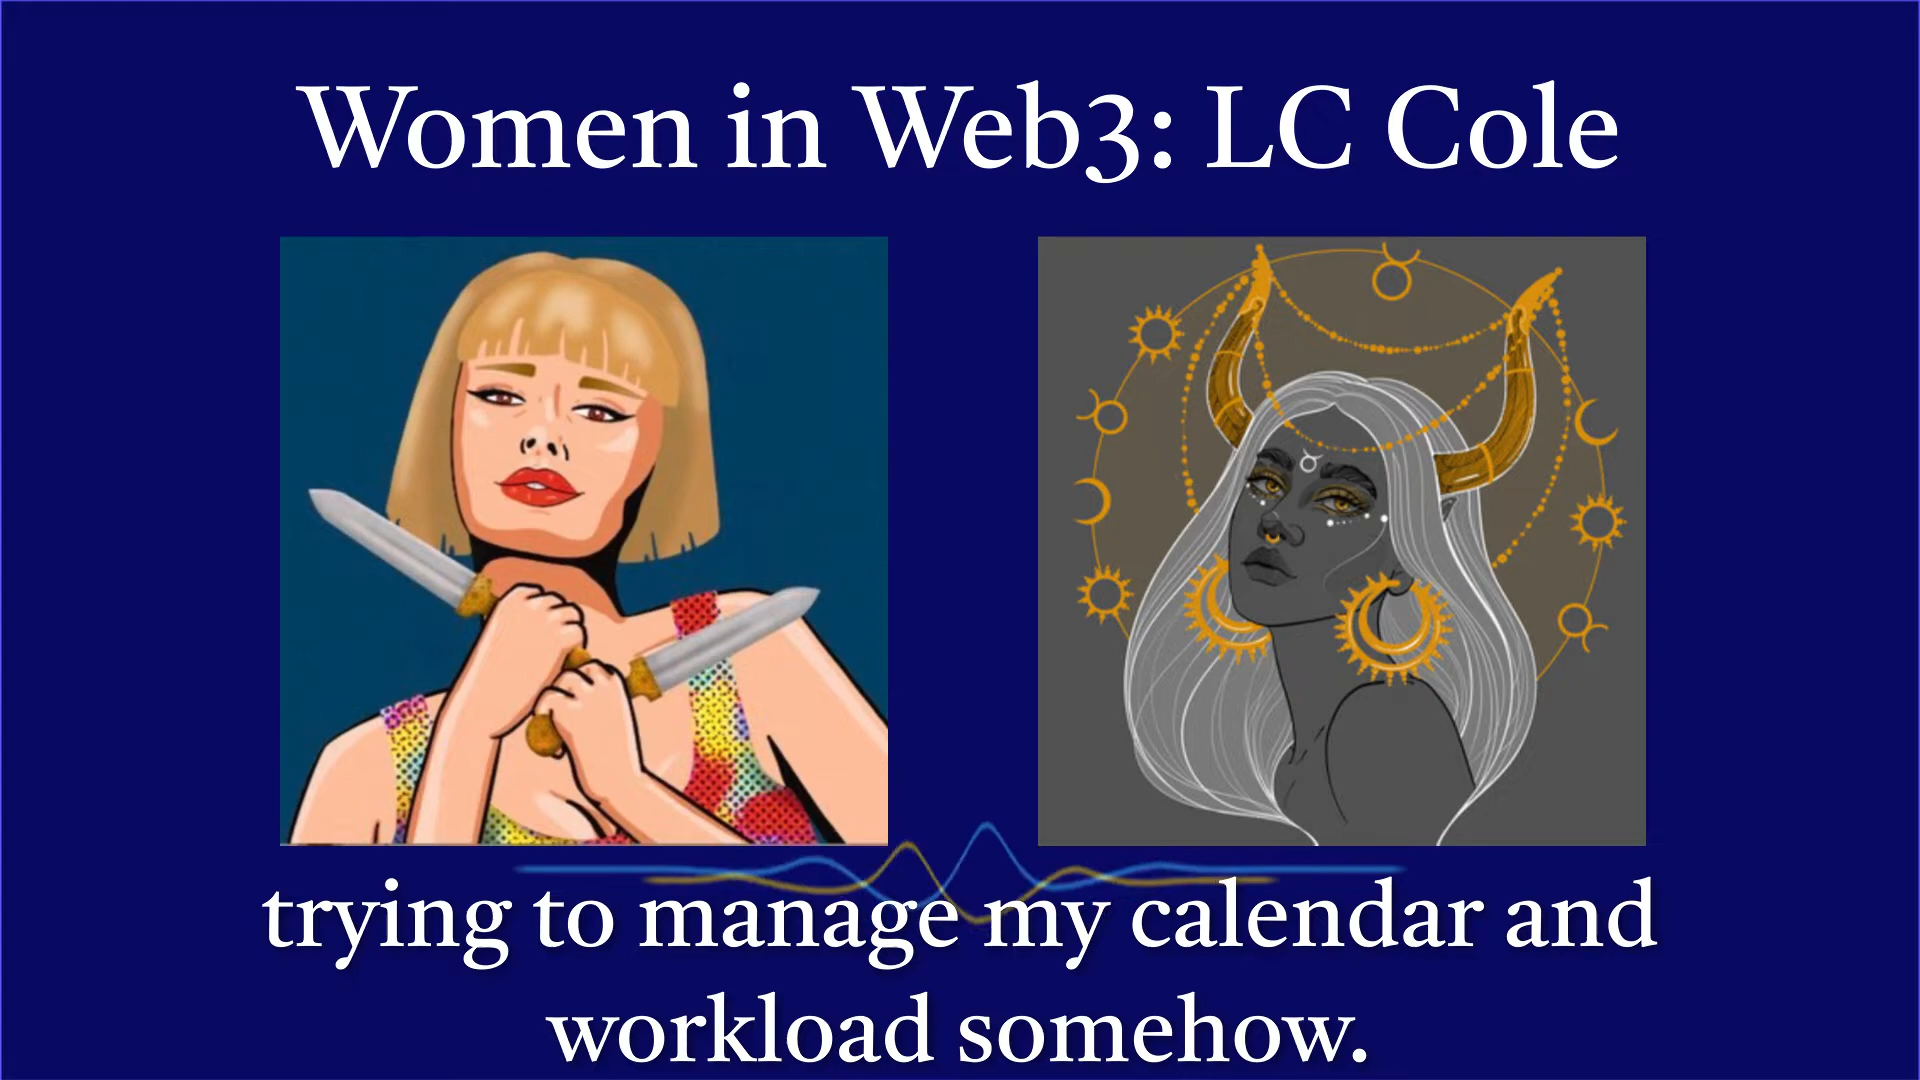 Women in Web3: LC Cole
trying to manage my calendar and
workload somehow.